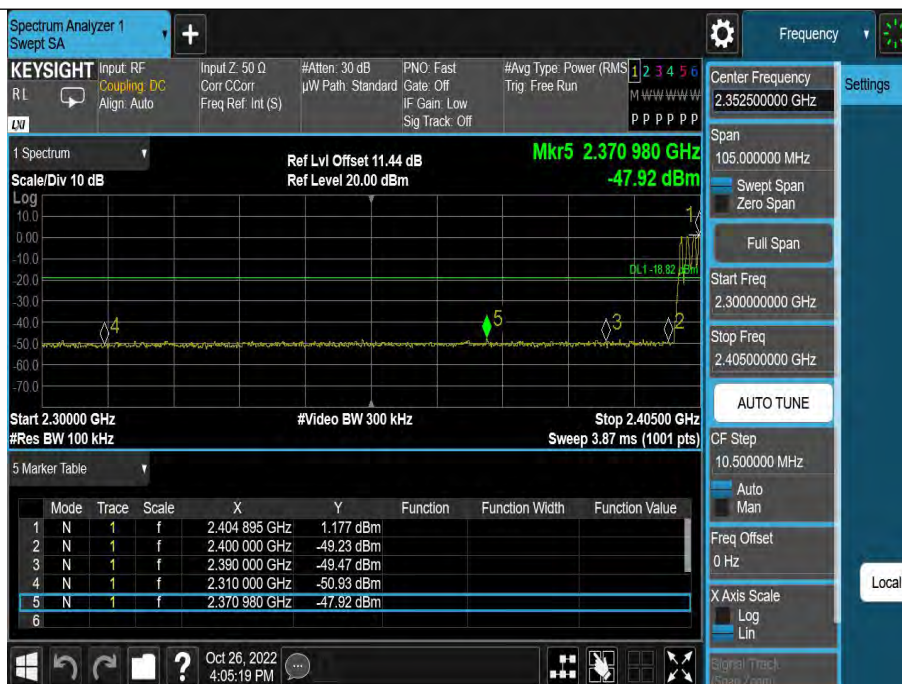 Spectrum Analyzer 1
Swept SA
+
Frequency
KEYSIGHT
Input: RF
Coupling: DC
Align: Auto
Input Z: 50 Ω
Corr CCorr
Freq Ref: Int (S)
#Atten: 30 dB
µW Path: Standard
PNO: Fast
Gate: Off
IF Gain: Low
Sig Track: Off
#Avg Type: Power (RMS
Trig: Free Run
1 2 3 4 5 6
M W W W W W
P P P P P P
R L
LXI
1 Spectrum
Scale/Div 10 dB
Ref Lvl Offset 11.44 dB
Ref Level 20.00 dBm
Mkr5 2.370 980 GHz
-47.92 dBm
Log
10.0
0.00
-10.0
-20.0
-30.0
-40.0
-50.0
-60.0
-70.0
1
DL1 -18.82 dBm
4
5
3
2
Start 2.30000 GHz
#Res BW 100 kHz
#Video BW 300 kHz
Stop 2.40500 GHz
Sweep 3.87 ms (1001 pts)
5 Marker Table
Mode Trace Scale X Y Function Function Width Function Value
1 N 1 f 2.404 895 GHz 1.177 dBm
2 N 1 f 2.400 000 GHz -49.23 dBm
3 N 1 f 2.390 000 GHz -49.47 dBm
4 N 1 f 2.310 000 GHz -50.93 dBm
5 N 1 f 2.370 980 GHz -47.92 dBm
6
?
Oct 26, 2022
4:05:19 PM
Center Frequency
2.352500000 GHz
Settings
Span
105.000000 MHz
Swept Span
Zero Span
Full Span
Start Freq
2.300000000 GHz
Stop Freq
2.405000000 GHz
AUTO TUNE
CF Step
10.500000 MHz
Auto
Man
Freq Offset
0 Hz
Local
X Axis Scale
Log
Lin
Signal Track
(Span Zoom)